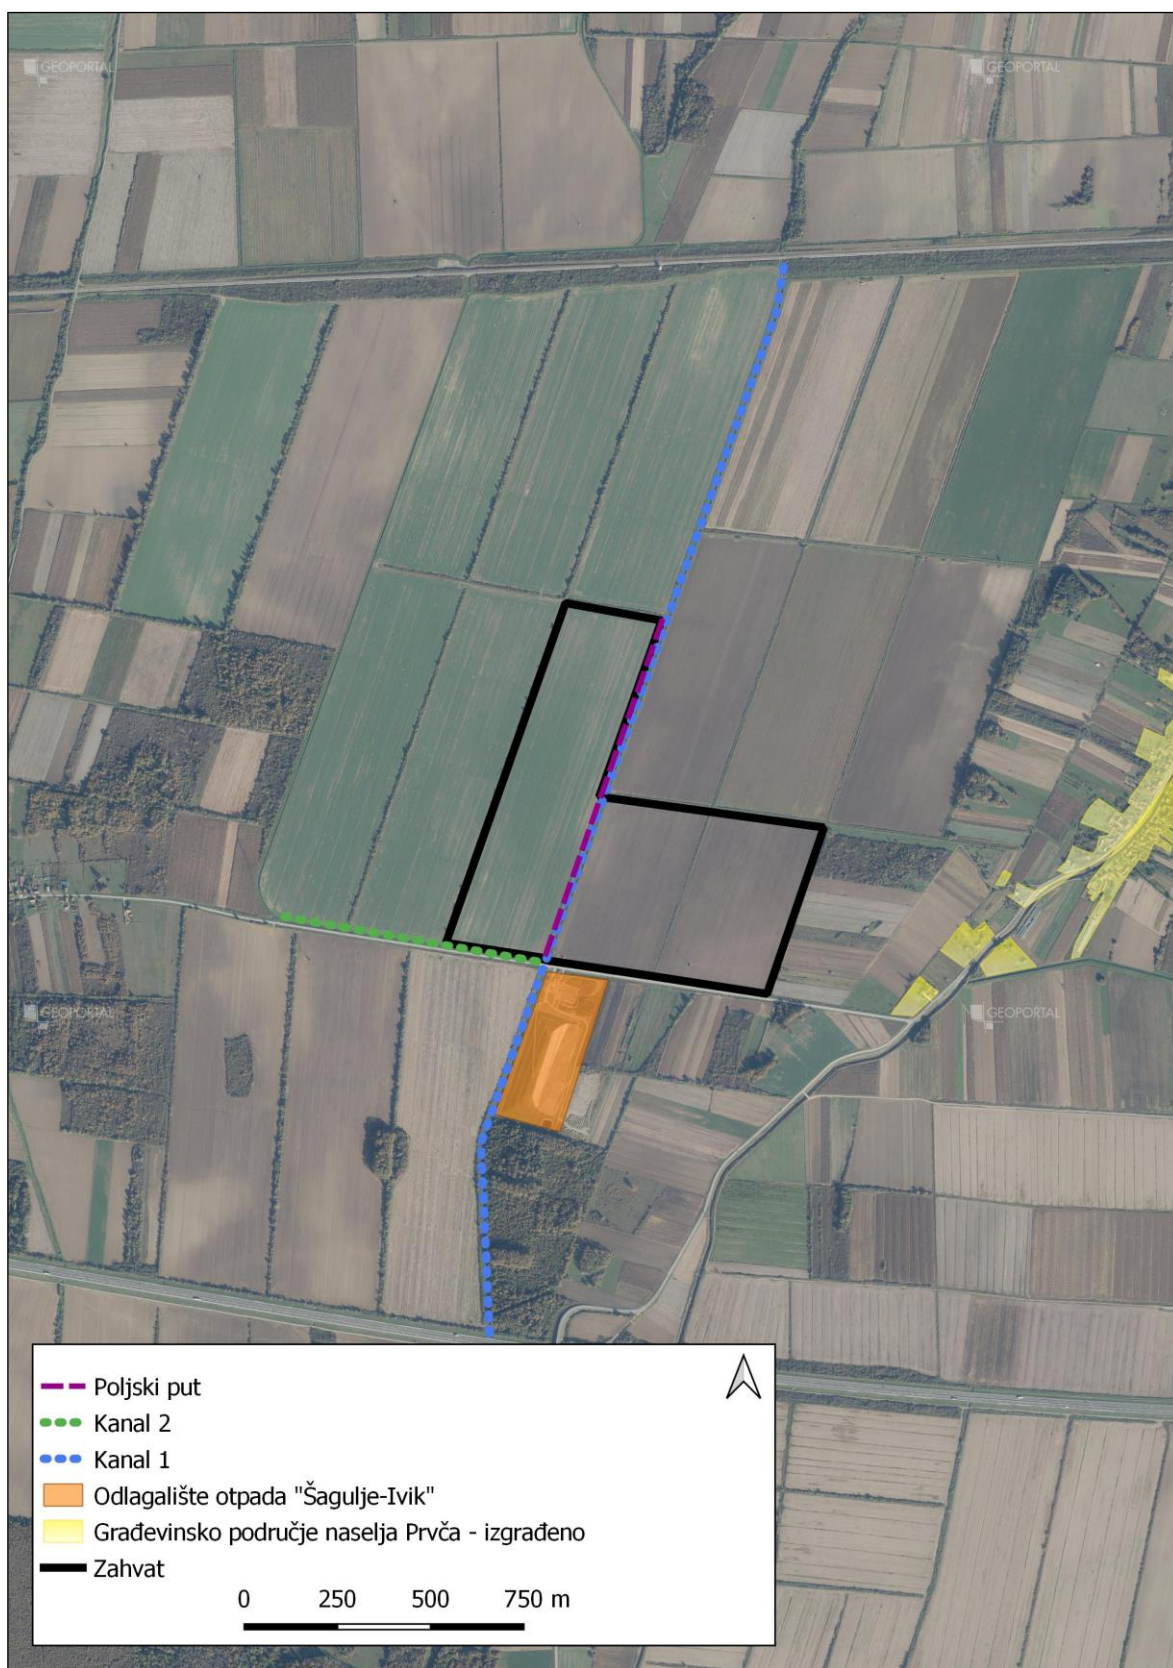 GEOPORTAL
GEOPORTAL
GEOPORTAL
GEOPORTAL
Poljski put
Kanal 2
Kanal 1
Odlagalište otpada "Šagulje-Ivik"
Građevinsko područje naselja Prvča - izgrađeno
Zahvat
0 250 500 750 m